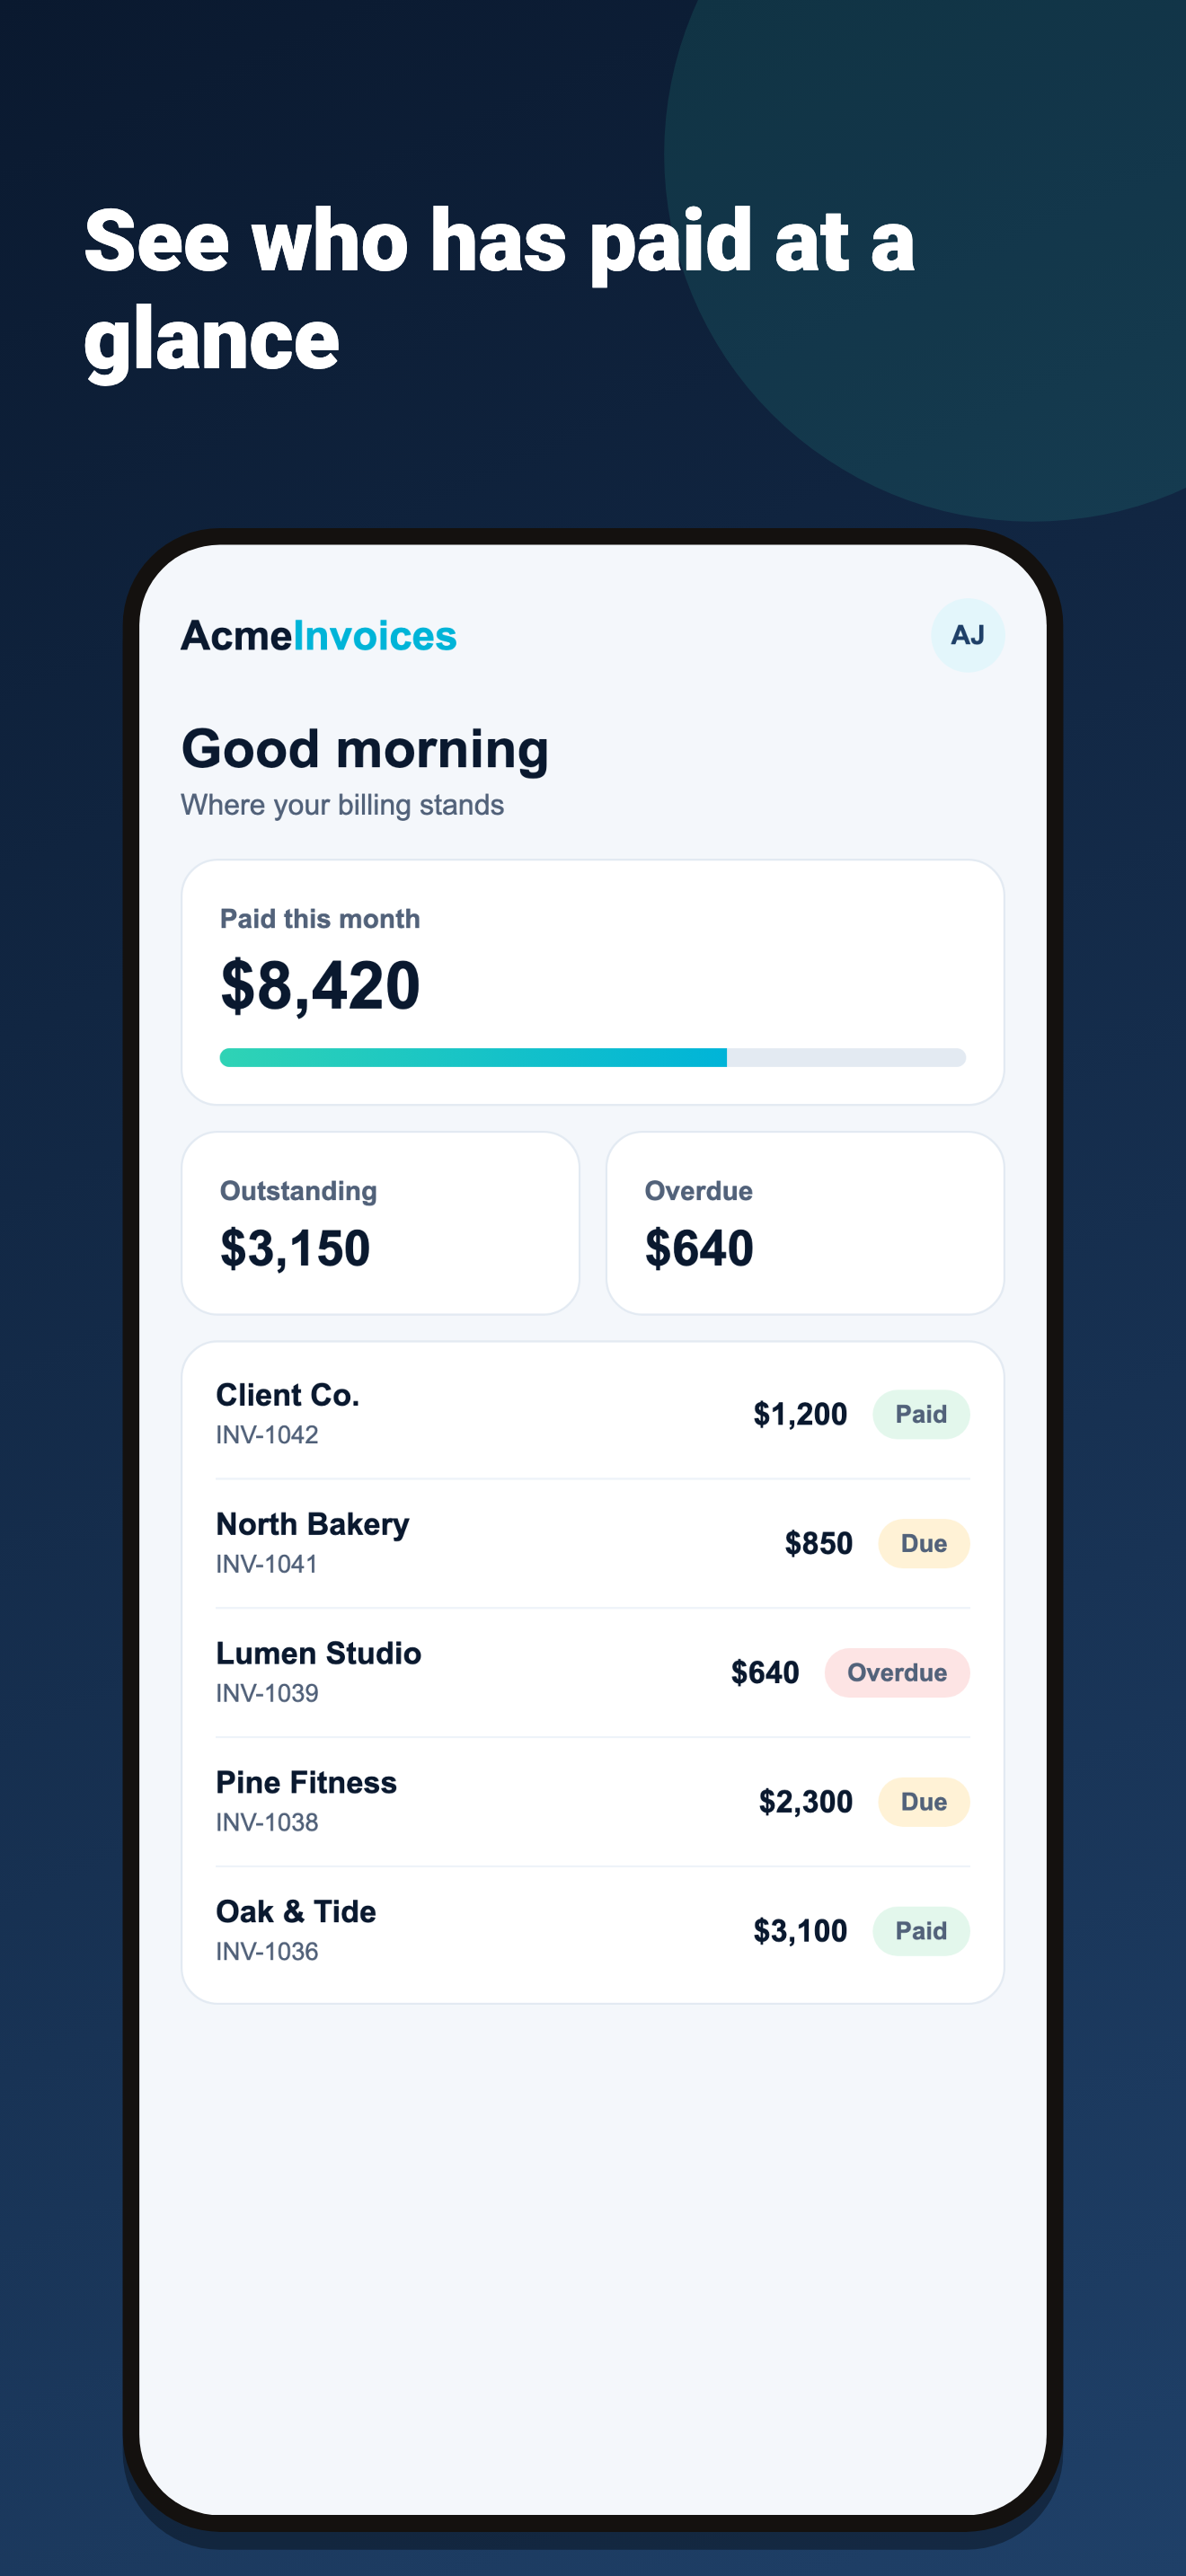 See who has paid at a
glance
AcmeInvoices
AJ
Good morning
Where your billing stands
Paid this month
$8,420
Outstanding
$3,150
Overdue
$640
Client Co.
INV-1042
$1,200
Paid
North Bakery
INV-1041
$850
Due
Lumen Studio
INV-1039
$640
Overdue
Pine Fitness
INV-1038
$2,300
Due
Oak & Tide
INV-1036
$3,100
Paid